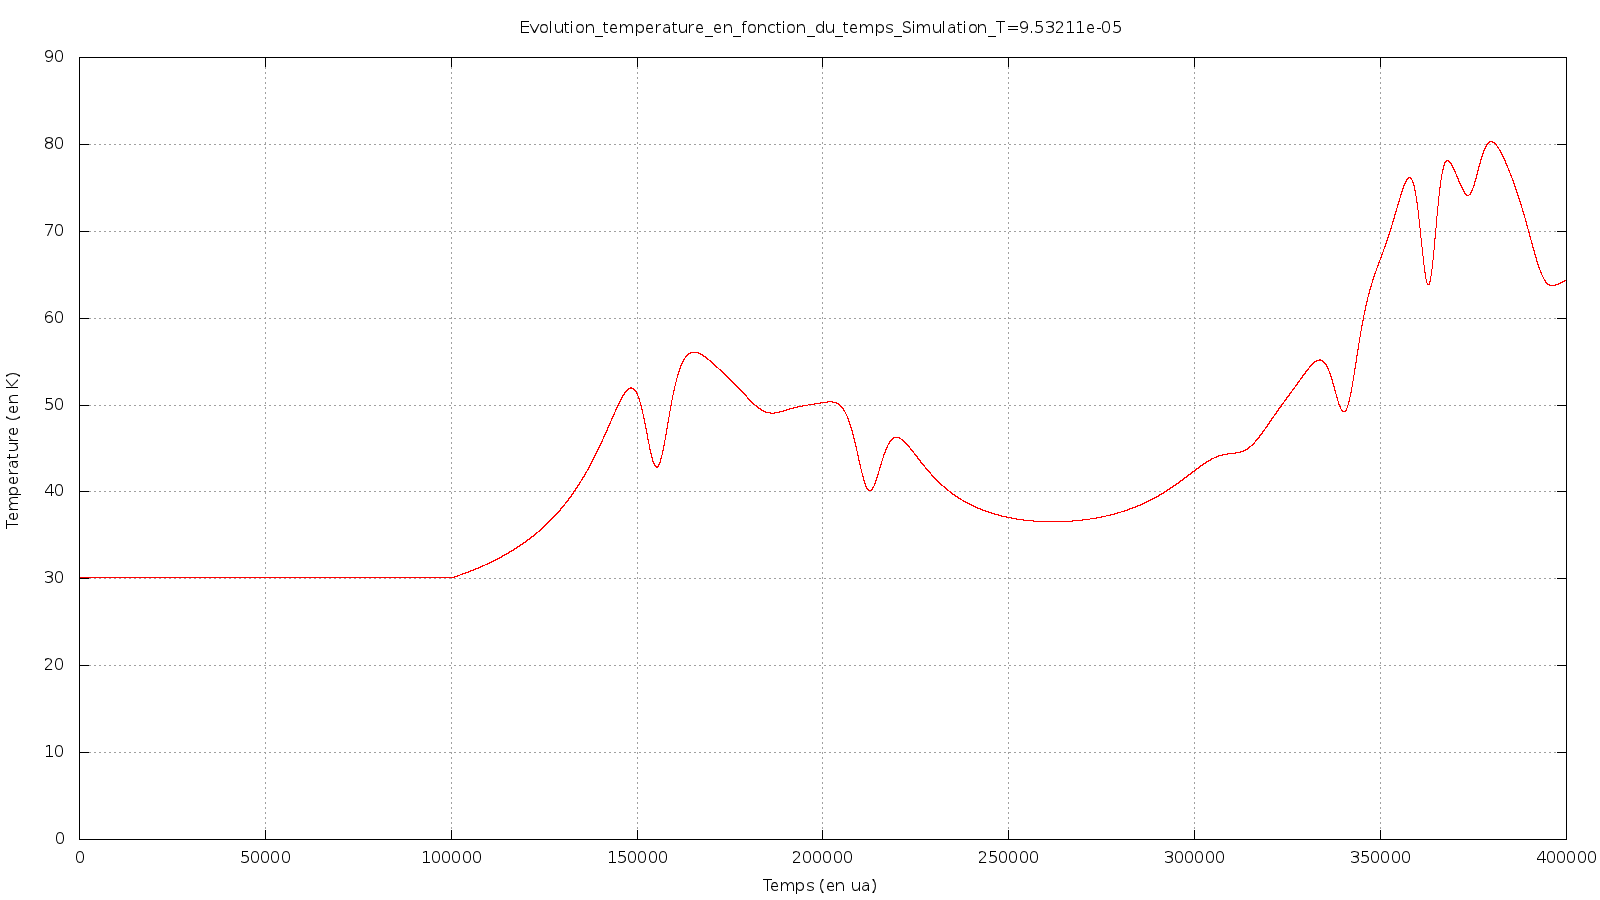 Evolution_temperature_en_fonction_du_temps_Simulation_T=9.53211e-05
90
80
70
60
50
40
30
20
10
0
Temperature (en K)
0 50000 100000 150000 200000 250000 300000 350000 400000
Temps (en ua)